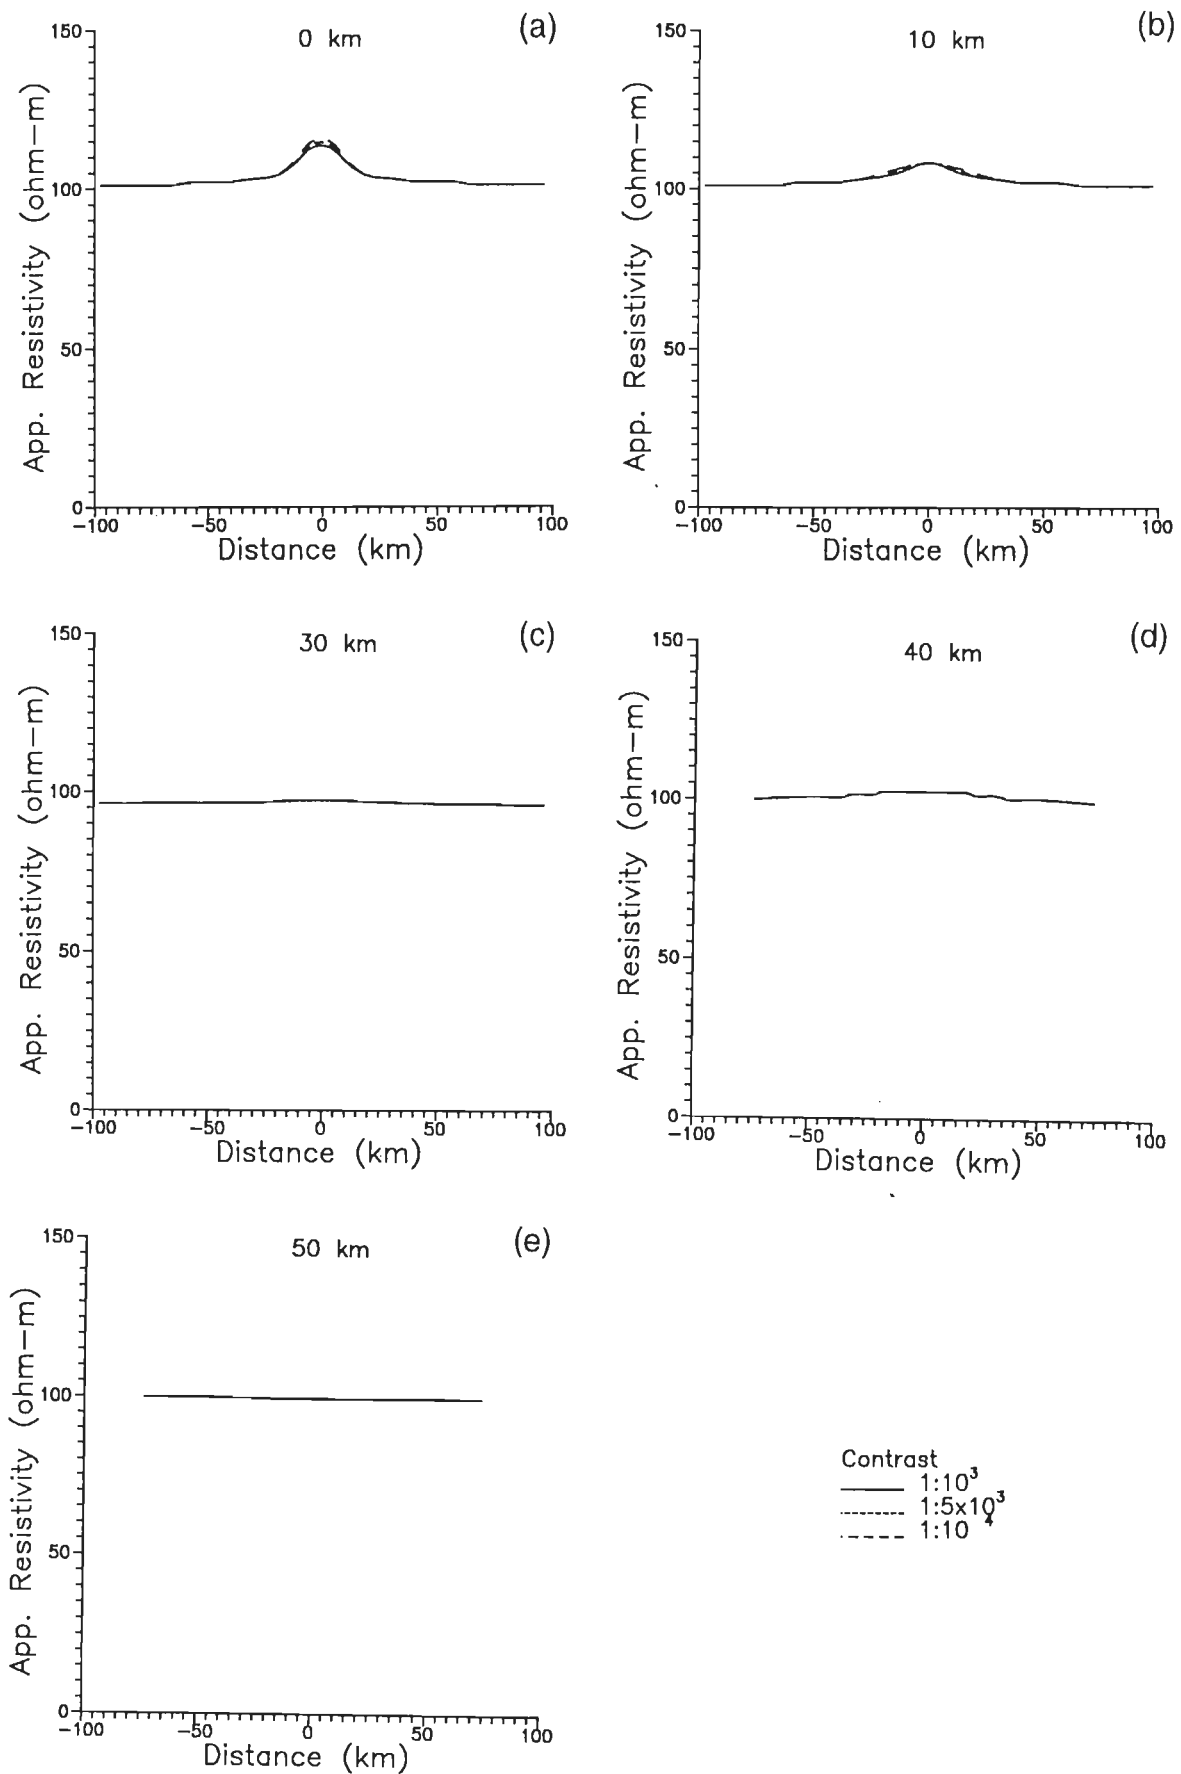 (a)
0 km
150
100
50
0
App. Resistivity (ohm-m)
-100 -50 0 50 100
Distance (km)
(b)
10 km
150
100
50
0
App. Resistivity (ohm-m)
-100 -50 0 50 100
Distance (km)
(c)
30 km
150
100
50
0
App. Resistivity (ohm-m)
-100 -50 0 50 100
Distance (km)
(d)
40 km
150
100
50
0
App. Resistivity (ohm-m)
-100 -50 0 50 100
Distance (km)
(e)
50 km
150
100
50
0
App. Resistivity (ohm-m)
-100 -50 0 50 100
Distance (km)
Contrast
1:10³
1:5x10³
1:10⁴